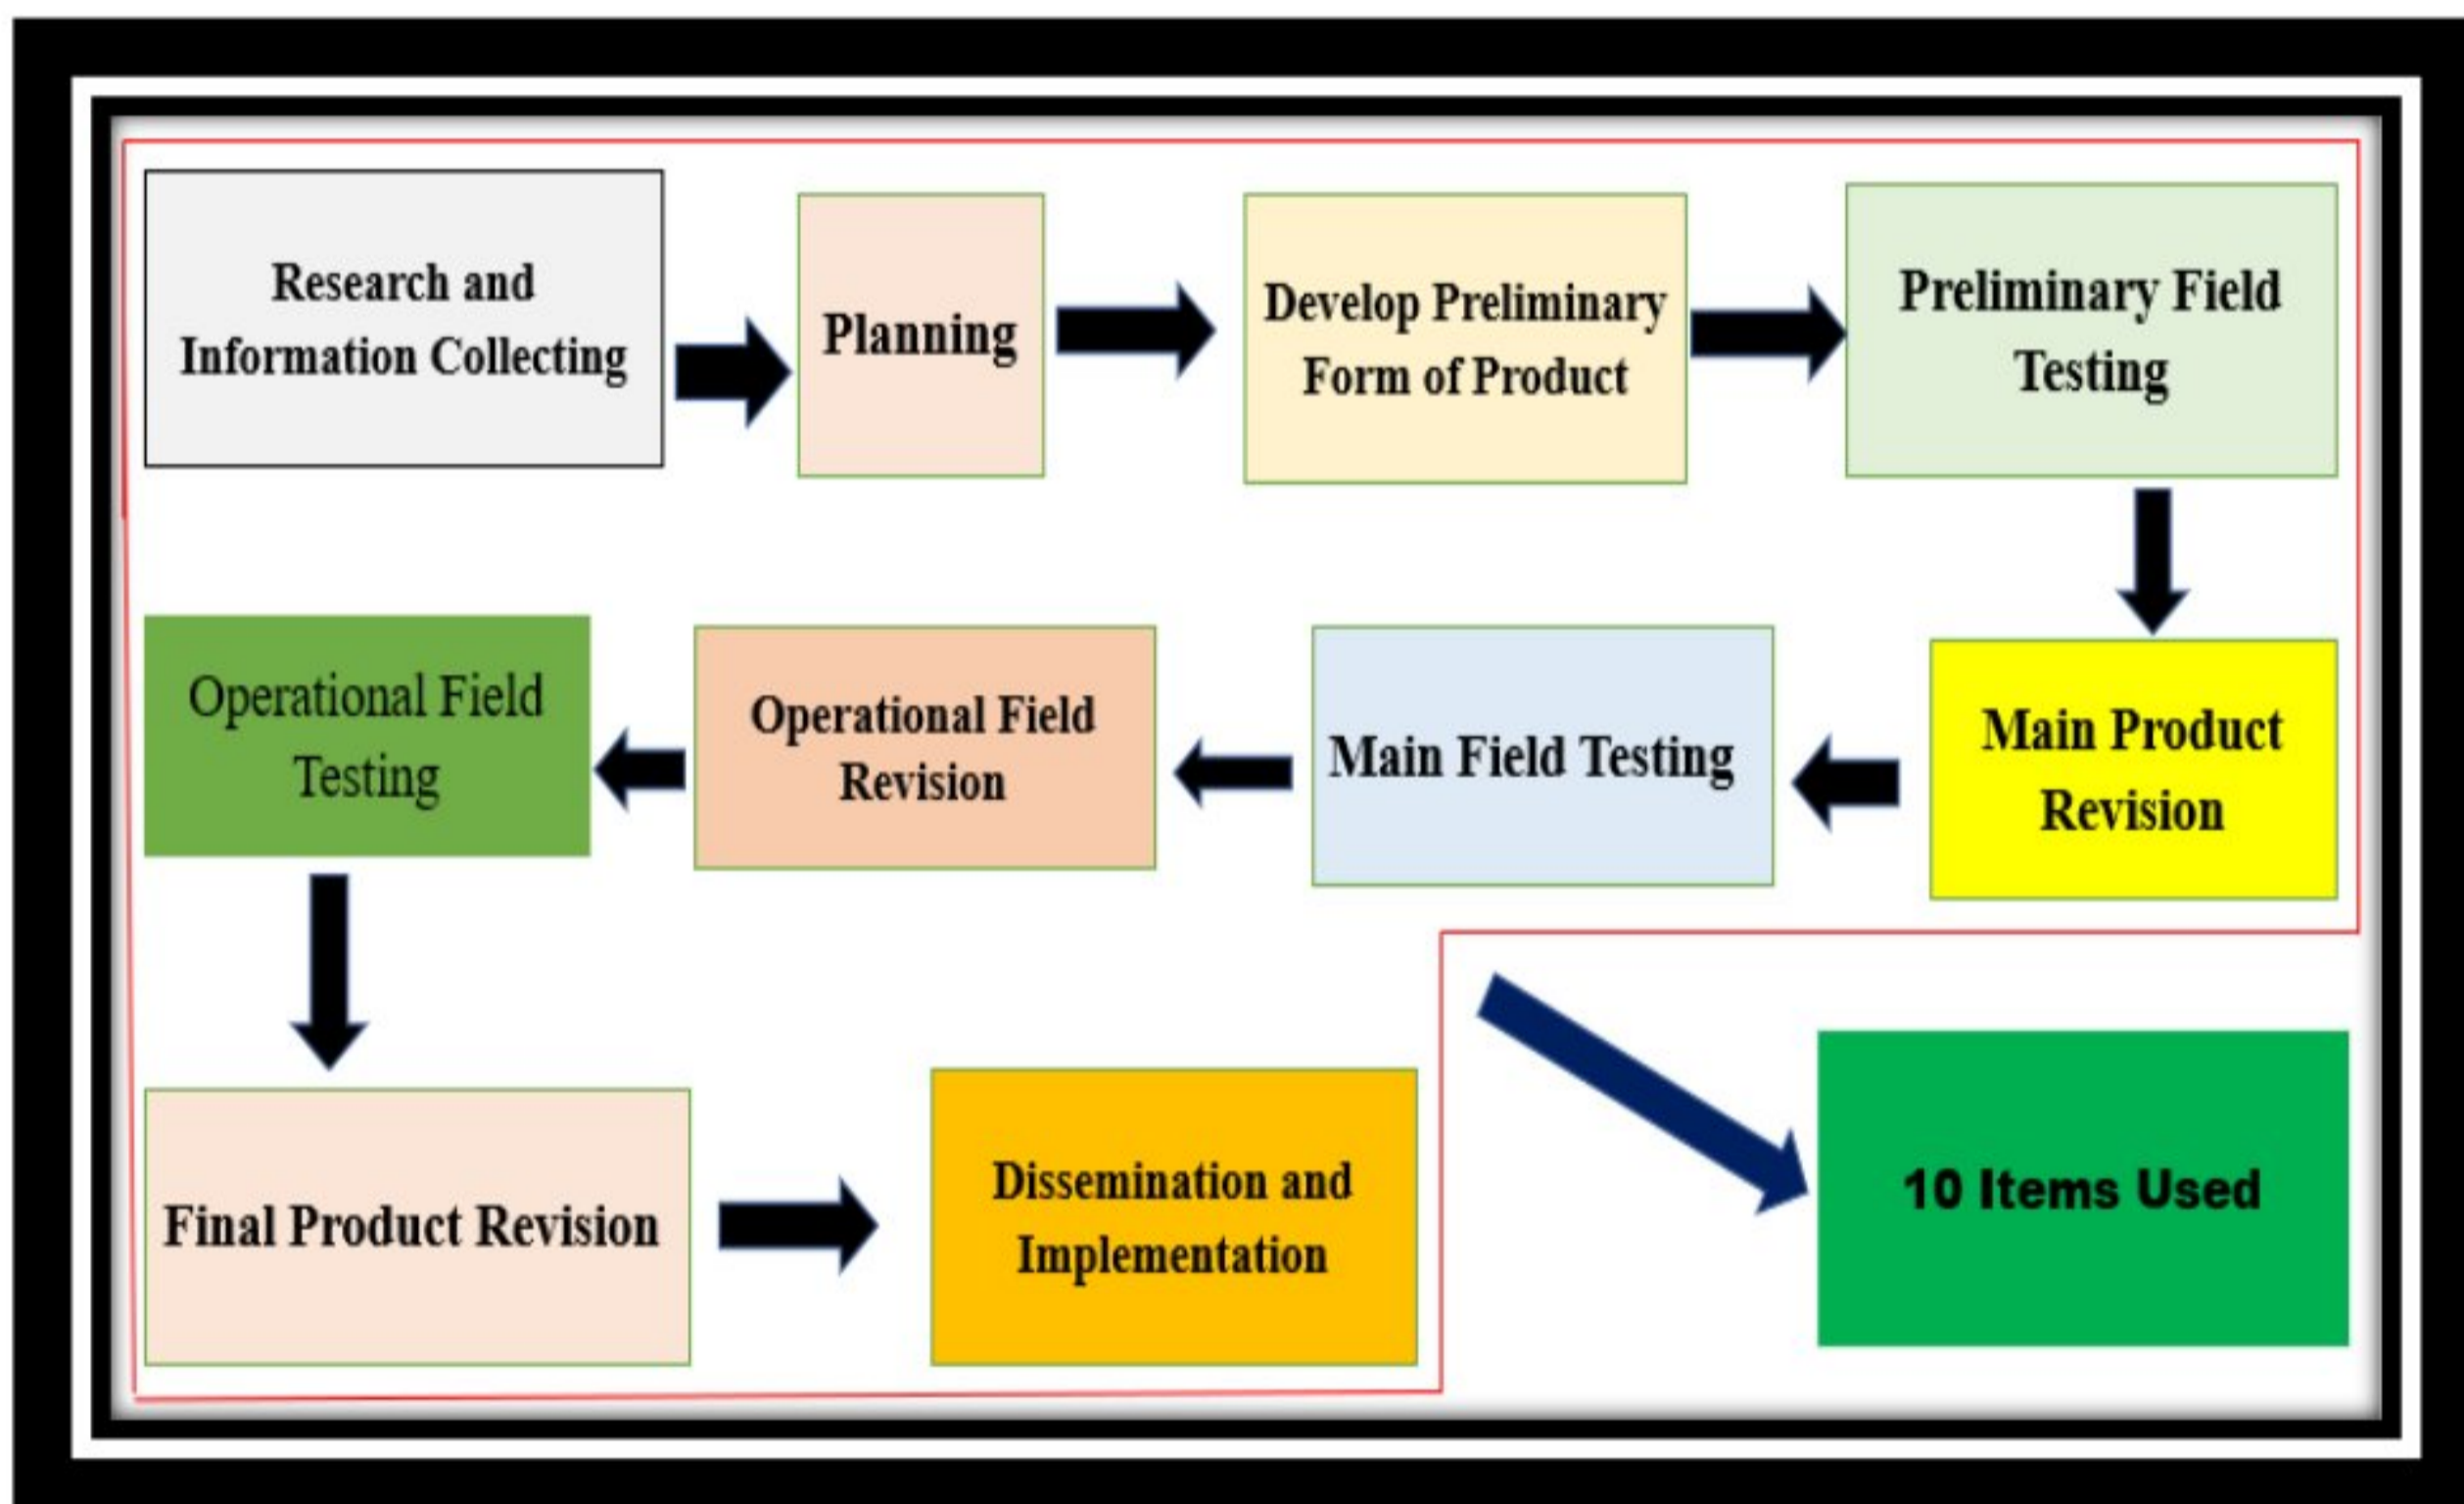 Research and
Information Collecting
Planning
Develop Preliminary
Form of Product
Preliminary Field
Testing
Main Product
Revision
Main Field Testing
Operational Field
Revision
Operational Field
Testing
Final Product Revision
Dissemination and
Implementation
10 Items Used